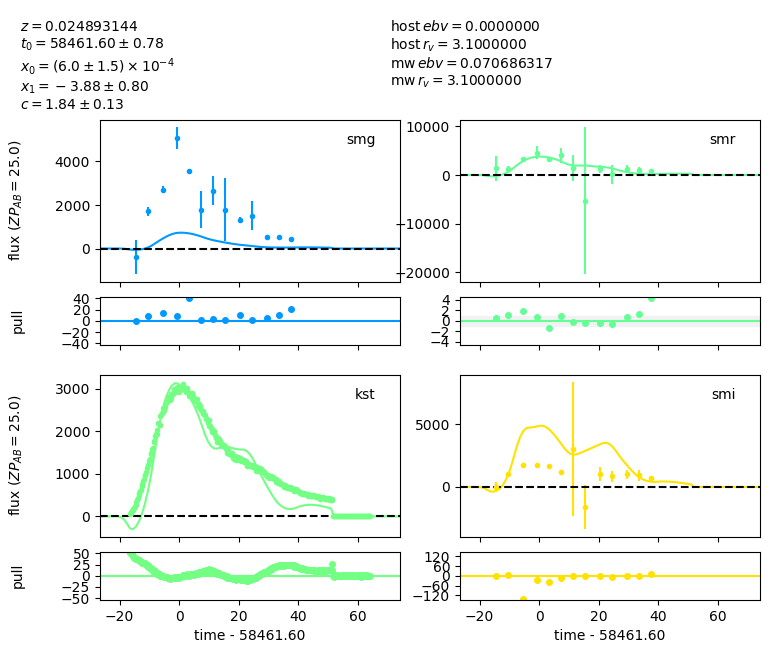 z = 0.024893144
t₀ = 58461.60 ± 0.78
x₀ = (6.0 ± 1.5) × 10⁻⁴
x₁ = −3.88 ± 0.80
c = 1.84 ± 0.13
host ebv = 0.0000000
host r_v = 3.1000000
mw ebv = 0.070686317
mw r_v = 3.1000000
flux (ZP_AB = 25.0)
4000
2000
0
smg
10000
0
−10000
−20000
smr
pull
40
20
0
−20
−40
4
2
0
−2
−4
flux (ZP_AB = 25.0)
3000
2000
1000
0
kst
5000
0
smi
pull
50
25
0
−25
−50
120
60
0
−60
−120
−20 0 20 40 60
−20 0 20 40 60
time - 58461.60
time - 58461.60